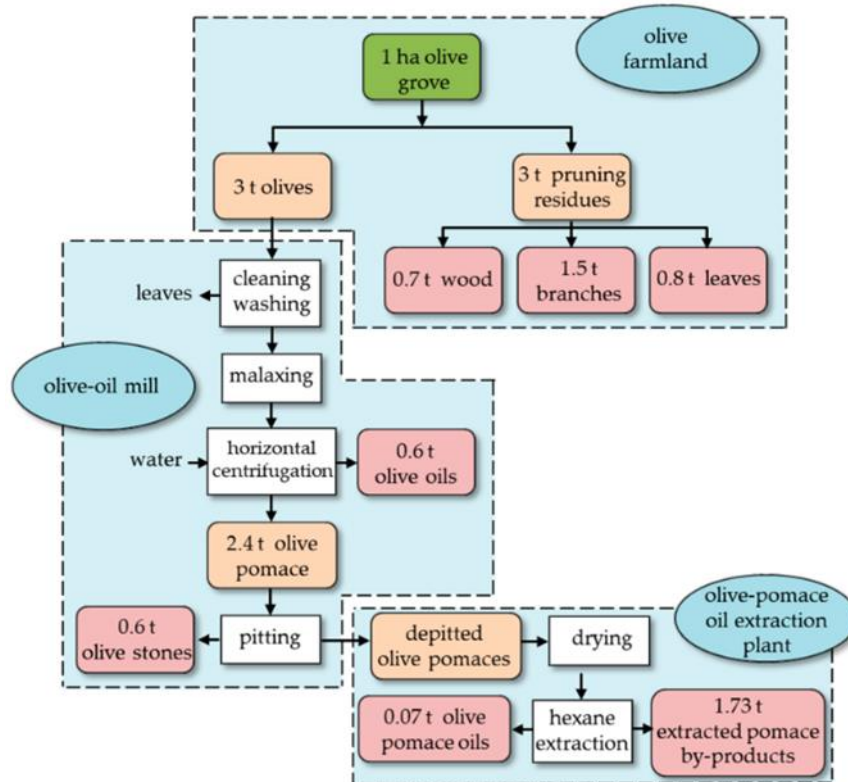 olive
farmland
1 ha olive
grove
3 t olives
3 t pruning
residues
0.7 t wood
1.5 t
branches
0.8 t leaves
leaves
cleaning
washing
olive-oil mill
malaxing
water
horizontal
centrifugation
0.6 t
olive oils
2.4 t olive
pomace
0.6 t
olive stones
pitting
depitted
olive pomaces
drying
olive-pomace
oil extraction
plant
0.07 t olive
pomace oils
hexane
extraction
1.73 t
extracted pomace
by-products